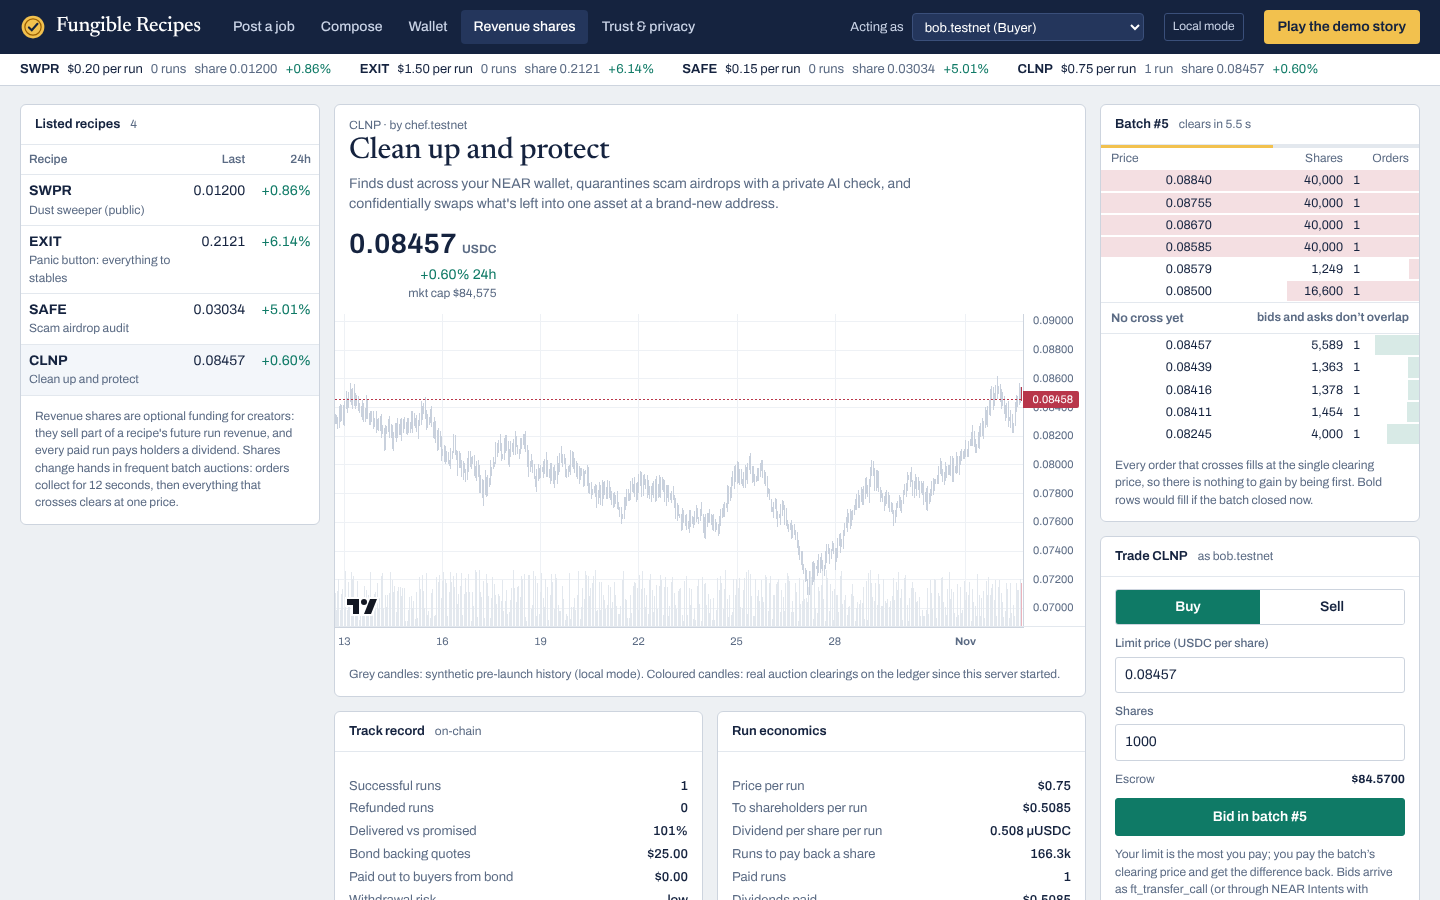 Fungible Recipes Post a job Compose Wallet Revenue shares Trust & privacy Acting as bob.testnet (Buyer) Local mode Play the demo story
SWPR $0.20 per run 0 runs share 0.01200 +0.86% EXIT $1.50 per run 0 runs share 0.2121 +6.14% SAFE $0.15 per run 0 runs share 0.03034 +5.01% CLNP $0.75 per run 1 run share 0.08457 +0.60%
Listed recipes 4
Recipe Last 24h
SWPR 0.01200 +0.86%
Dust sweeper (public)
EXIT 0.2121 +6.14%
Panic button: everything to
stables
SAFE 0.03034 +5.01%
Scam airdrop audit
CLNP 0.08457 +0.60%
Clean up and protect
Revenue shares are optional funding for creators:
they sell part of a recipe's future run revenue, and
every paid run pays holders a dividend. Shares
change hands in frequent batch auctions: orders
collect for 12 seconds, then everything that
crosses clears at one price.
CLNP · by chef.testnet
Clean up and protect
Finds dust across your NEAR wallet, quarantines scam airdrops with a private AI check, and
confidentially swaps what's left into one asset at a brand-new address.
0.08457 USDC
+0.60% 24h
mkt cap $84,575
0.09000
0.08800
0.08600
0.08458
0.08200
0.08000
0.07800
0.07600
0.07400
0.07200
0.07000
13 16 19 22 25 28 Nov
Grey candles: synthetic pre-launch history (local mode). Coloured candles: real auction clearings on the ledger since this server started.
Track record on-chain
Successful runs 1
Refunded runs 0
Delivered vs promised 101%
Bond backing quotes $25.00
Paid out to buyers from bond $0.00
Withdrawal risk low
Run economics
Price per run $0.75
To shareholders per run $0.5085
Dividend per share per run 0.508 µUSDC
Runs to pay back a share 166.3k
Paid runs 1
Dividends paid $0.5085
Batch #5 clears in 5.5 s
Price Shares Orders
0.08840 40,000 1
0.08755 40,000 1
0.08670 40,000 1
0.08585 40,000 1
0.08579 1,249 1
0.08500 16,600 1
No cross yet bids and asks don't overlap
0.08457 5,589 1
0.08439 1,363 1
0.08416 1,378 1
0.08411 1,454 1
0.08245 4,000 1
Every order that crosses fills at the single clearing
price, so there is nothing to gain by being first. Bold
rows would fill if the batch closed now.
Trade CLNP as bob.testnet
Buy Sell
Limit price (USDC per share)
0.08457
Shares
1000
Escrow $84.5700
Bid in batch #5
Your limit is the most you pay; you pay the batch's
clearing price and get the difference back. Bids arrive
as ft_transfer_call (or through NEAR Intents with